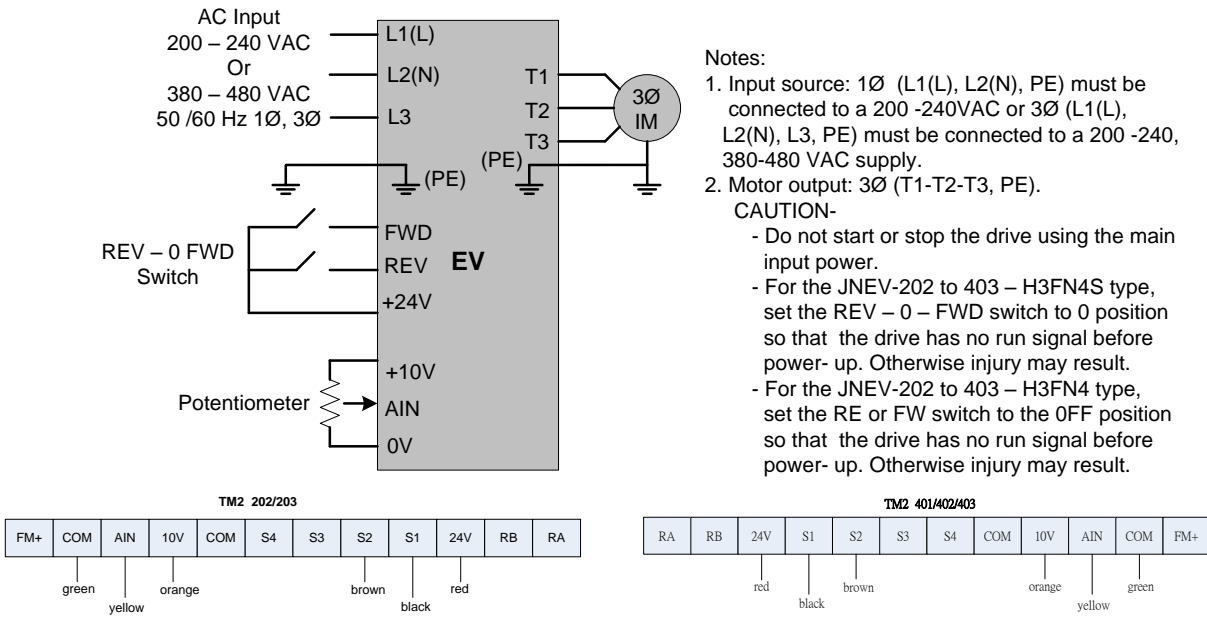 AC Input
200 – 240 VAC
Or
380 – 480 VAC
50 /60 Hz 1Ø, 3Ø
L1(L)
L2(N)
L3
(PE)
T1
T2
T3
(PE)
3Ø
IM
REV – 0 FWD
Switch
FWD
REV
EV
+24V
Potentiometer
+10V
AIN
0V
Notes:
1. Input source: 1Ø (L1(L), L2(N), PE) must be
connected to a 200 -240VAC or 3Ø (L1(L),
L2(N), L3, PE) must be connected to a 200 -240,
380-480 VAC supply.
2. Motor output: 3Ø (T1-T2-T3, PE).
CAUTION-
- Do not start or stop the drive using the main
input power.
- For the JNEV-202 to 403 – H3FN4S type,
set the REV – 0 – FWD switch to 0 position
so that the drive has no run signal before
power- up. Otherwise injury may result.
- For the JNEV-202 to 403 – H3FN4 type,
set the RE or FW switch to the 0FF position
so that the drive has no run signal before
power- up. Otherwise injury may result.
TM2 202/203
FM+ COM AIN 10V COM S4 S3 S2 S1 24V RB RA
green yellow orange brown black red
TM2 401/402/403
RA RB 24V S1 S2 S3 S4 COM 10V AIN COM FM+
red black brown orange yellow green